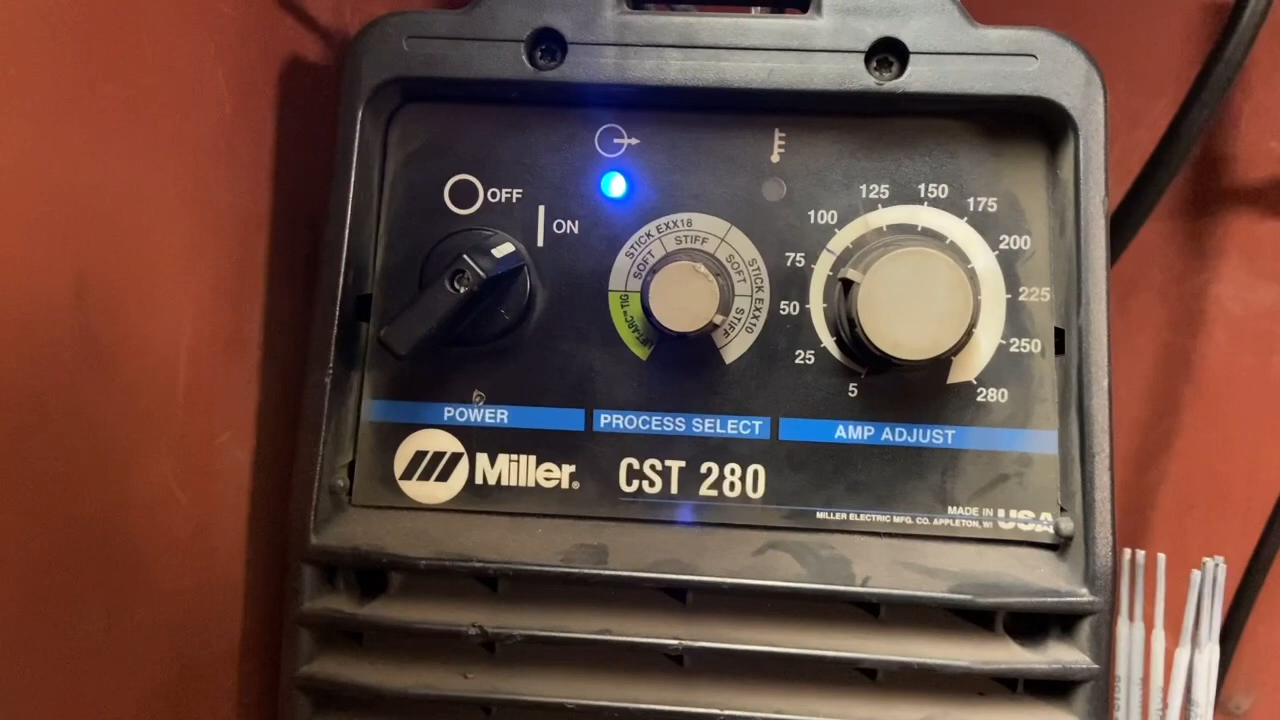 OFF
ON
STICK EXX18
SOFT
STIFF
SOFT
STIFF
STICK EXX10
LIFT-ARC™ TIG
5
25
50
75
100
125
150
175
200
225
250
280
POWER
PROCESS SELECT
AMP ADJUST
Miller®
CST 280
MADE IN USA
MILLER ELECTRIC MFG. CO. APPLETON, WI